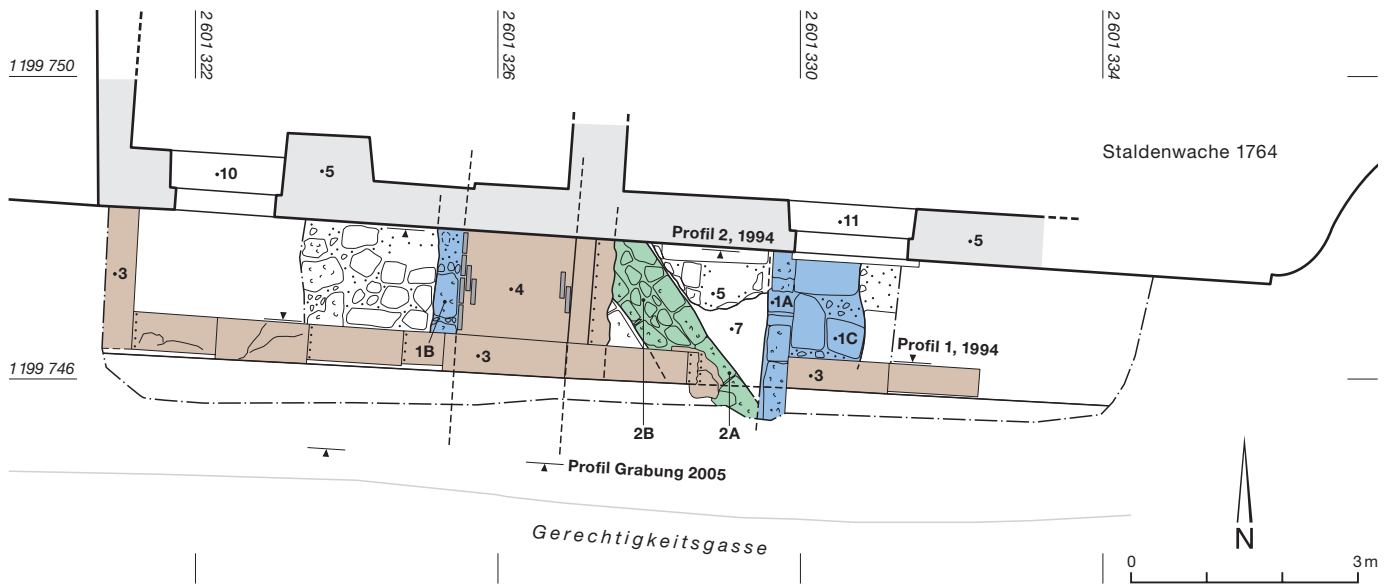 2 601 322
2 601 326
2 601 330
2 601 334
1 199 750
Staldenwache 1764
•10
•5
•11
•5
Profil 2, 1994
•3
•4
•5
•1A
•7
•1C
1B
•3
Profil 1, 1994
•3
1 199 746
2B
2A
Profil Grabung 2005
Gerechtigkeitsgasse
N
0
3 m